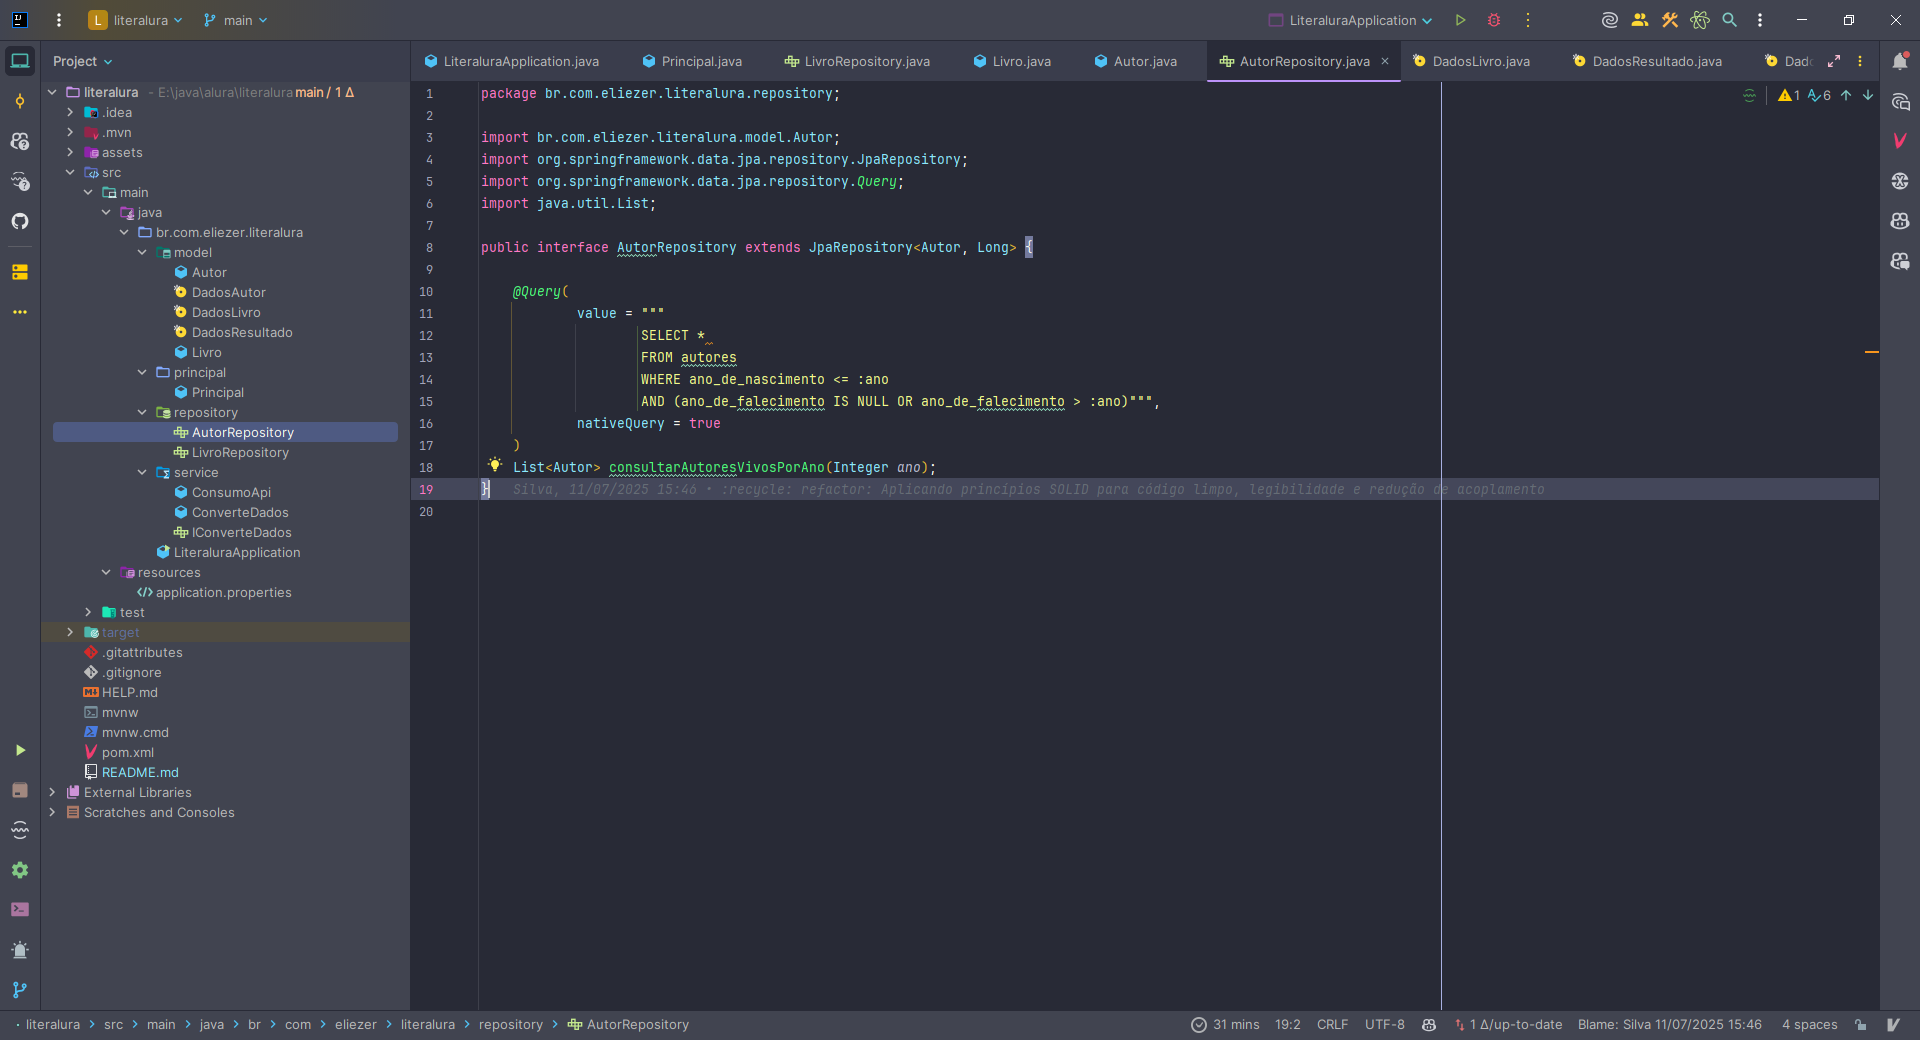 L literalura main LiteraluraApplication
Project
LiteraluraApplication.java Principal.java LivroRepository.java Livro.java Autor.java AutorRepository.java DadosLivro.java DadosResultado.java Dado
literalura - E:\java\alura\literalura main / 1 Δ
.idea
.mvn
assets
src
main
java
br.com.eliezer.literalura
model
Autor
DadosAutor
DadosLivro
DadosResultado
Livro
principal
Principal
repository
AutorRepository
LivroRepository
service
ConsumoApi
ConverteDados
IConverteDados
LiteraluraApplication
resources
application.properties
test
target
.gitattributes
.gitignore
HELP.md
mvnw
mvnw.cmd
pom.xml
README.md
External Libraries
Scratches and Consoles
1 package br.com.eliezer.literalura.repository;
2
3 import br.com.eliezer.literalura.model.Autor;
4 import org.springframework.data.jpa.repository.JpaRepository;
5 import org.springframework.data.jpa.repository.Query;
6 import java.util.List;
7
8 public interface AutorRepository extends JpaRepository<Autor, Long> {
9
10 @Query(
11 value = """
12 SELECT *
13 FROM autores
14 WHERE ano_de_nascimento <= :ano
15 AND (ano_de_falecimento IS NULL OR ano_de_falecimento > :ano)""",
16 nativeQuery = true
17 )
18 List<Autor> consultarAutoresVivosPorAno(Integer ano);
19 } Silva, 11/07/2025 15:46 • :recycle: refactor: Aplicando princípios SOLID para código limpo, legibilidade e redução de acoplamento
20
1 6
literalura src main java br com eliezer literalura repository AutorRepository
31 mins 19:2 CRLF UTF-8 1 Δ/up-to-date Blame: Silva 11/07/2025 15:46 4 spaces